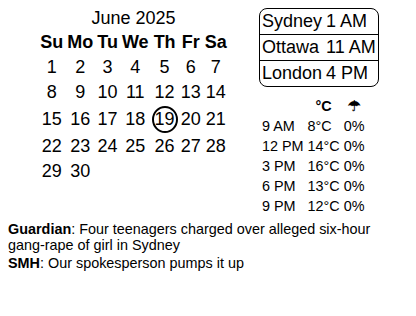 June 2025
Su Mo Tu We Th Fr Sa
1 2 3 4 5 6 7
8 9 10 11 12 13 14
15 16 17 18 19 20 21
22 23 24 25 26 27 28
29 30
Sydney 1 AM
Ottawa 11 AM
London 4 PM
°C ☂
9 AM 8°C 0%
12 PM 14°C 0%
3 PM 16°C 0%
6 PM 13°C 0%
9 PM 12°C 0%
Guardian: Four teenagers charged over alleged six-hour
gang-rape of girl in Sydney
SMH: Our spokesperson pumps it up